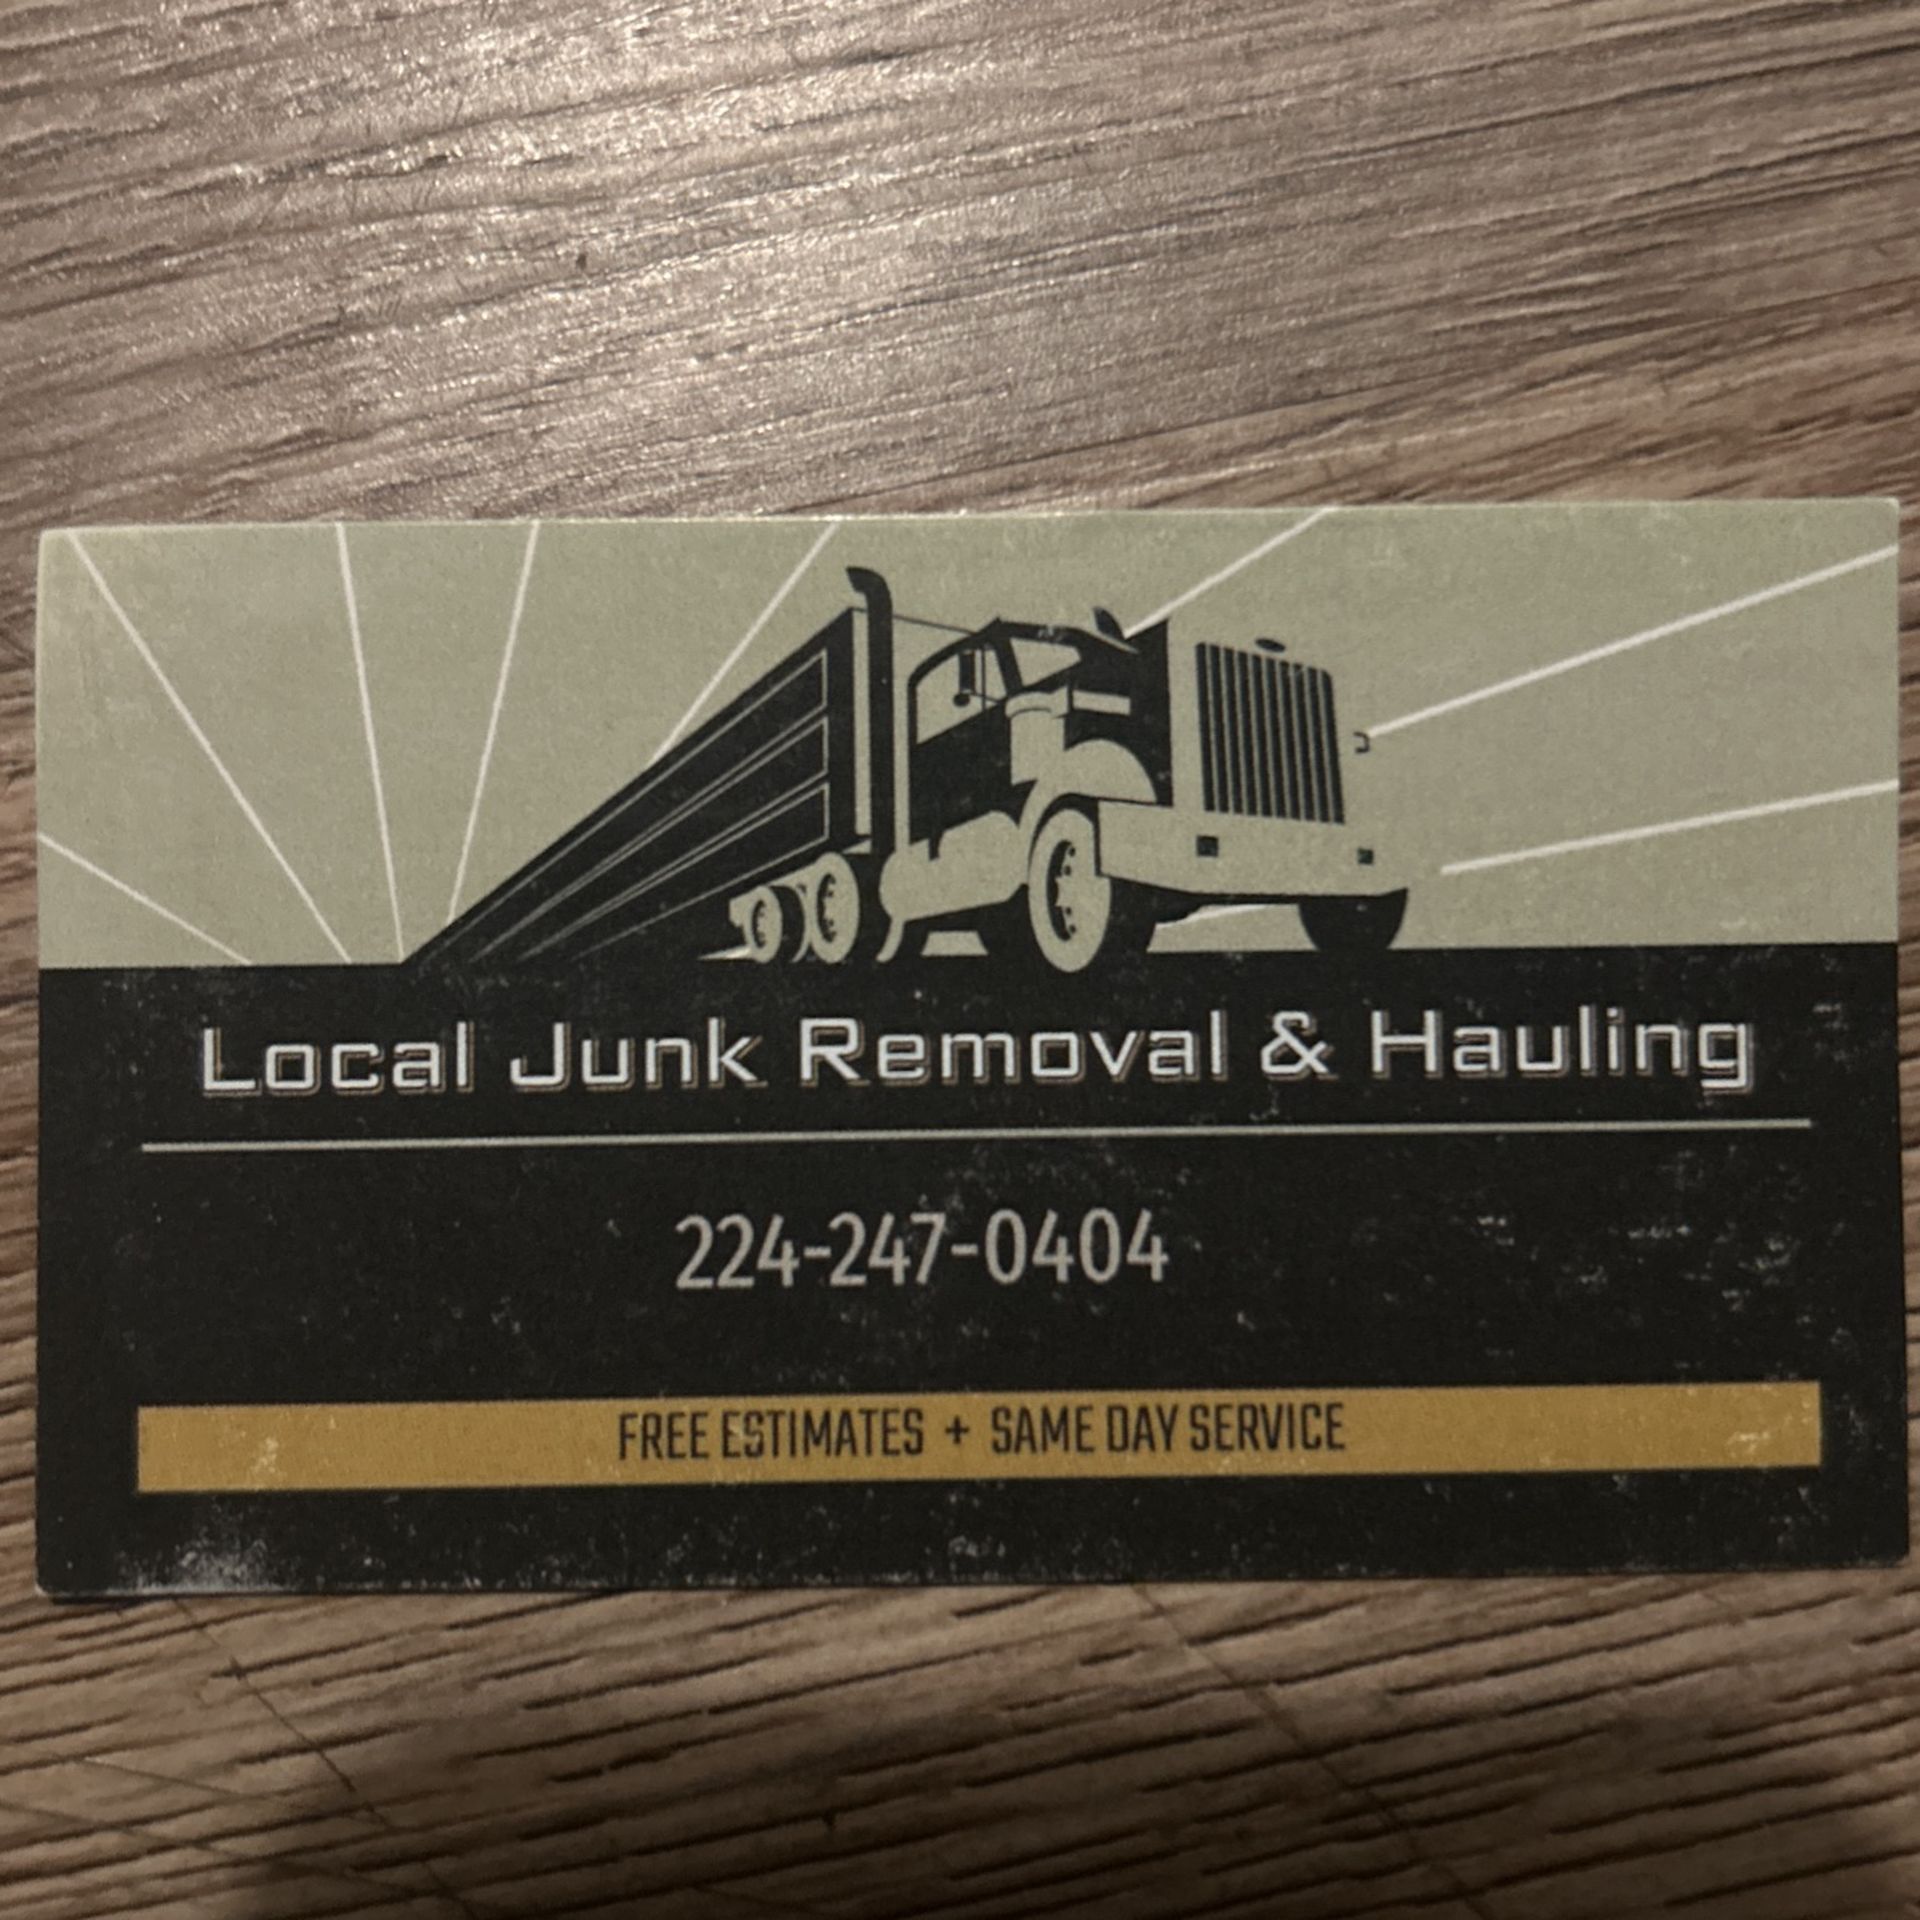 Local Junk Removal & Hauling
224-247-0404
FREE ESTIMATES + SAME DAY SERVICE